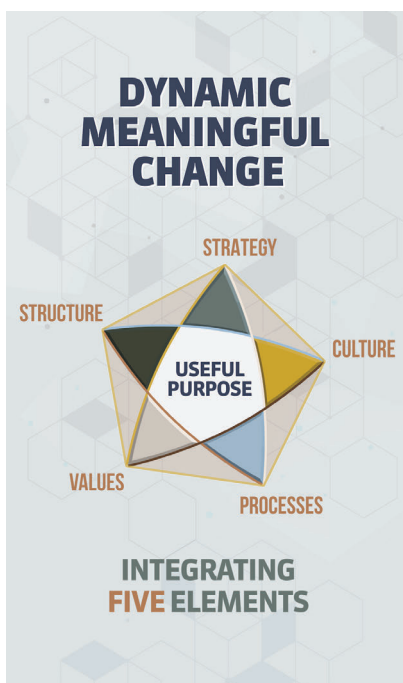 DYNAMIC
MEANINGFUL
CHANGE
STRATEGY
STRUCTURE
CULTURE
USEFUL
PURPOSE
VALUES
PROCESSES
INTEGRATING
FIVE ELEMENTS